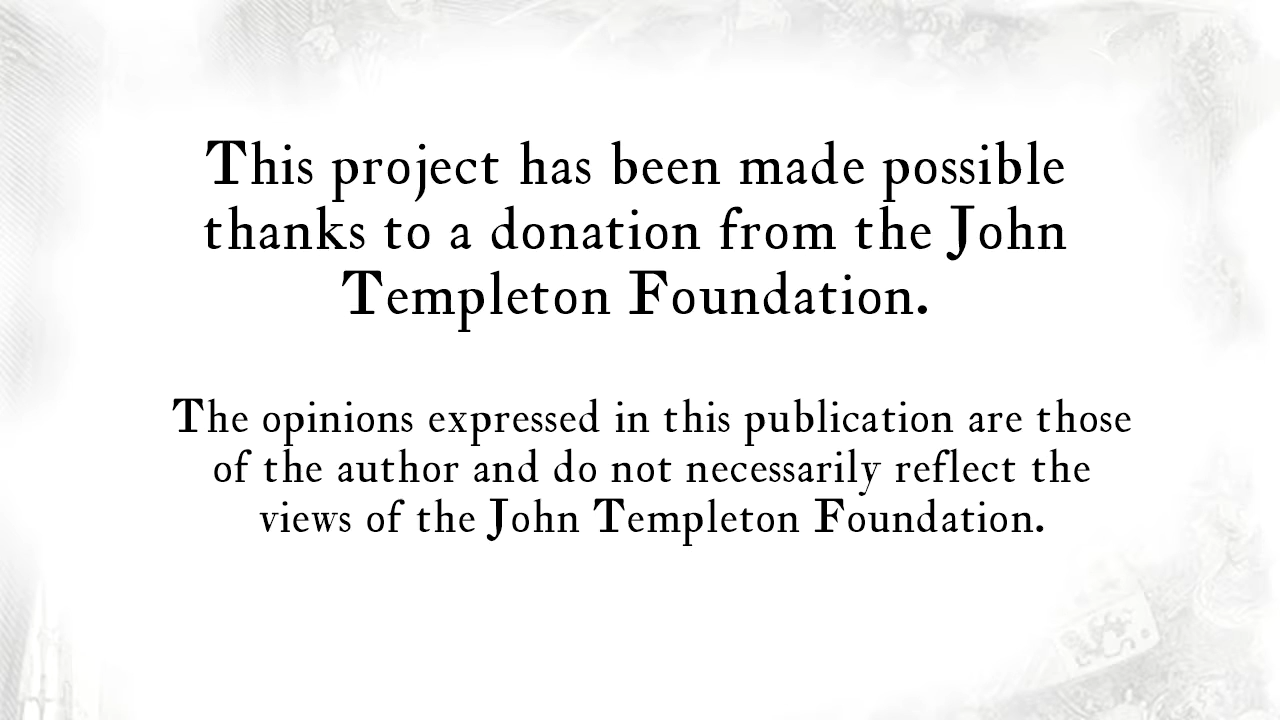 This project has been made possible
thanks to a donation from the John
Templeton Foundation.
The opinions expressed in this publication are those
of the author and do not necessarily reflect the
views of the John Templeton Foundation.